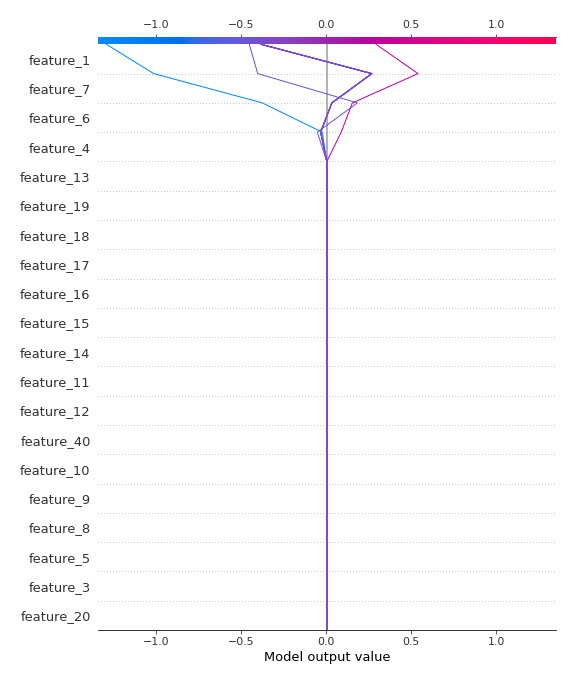 −1.0 −0.5 0.0 0.5 1.0
feature_1
feature_7
feature_6
feature_4
feature_13
feature_19
feature_18
feature_17
feature_16
feature_15
feature_14
feature_11
feature_12
feature_40
feature_10
feature_9
feature_8
feature_5
feature_3
feature_20
−1.0 −0.5 0.0 0.5 1.0
Model output value